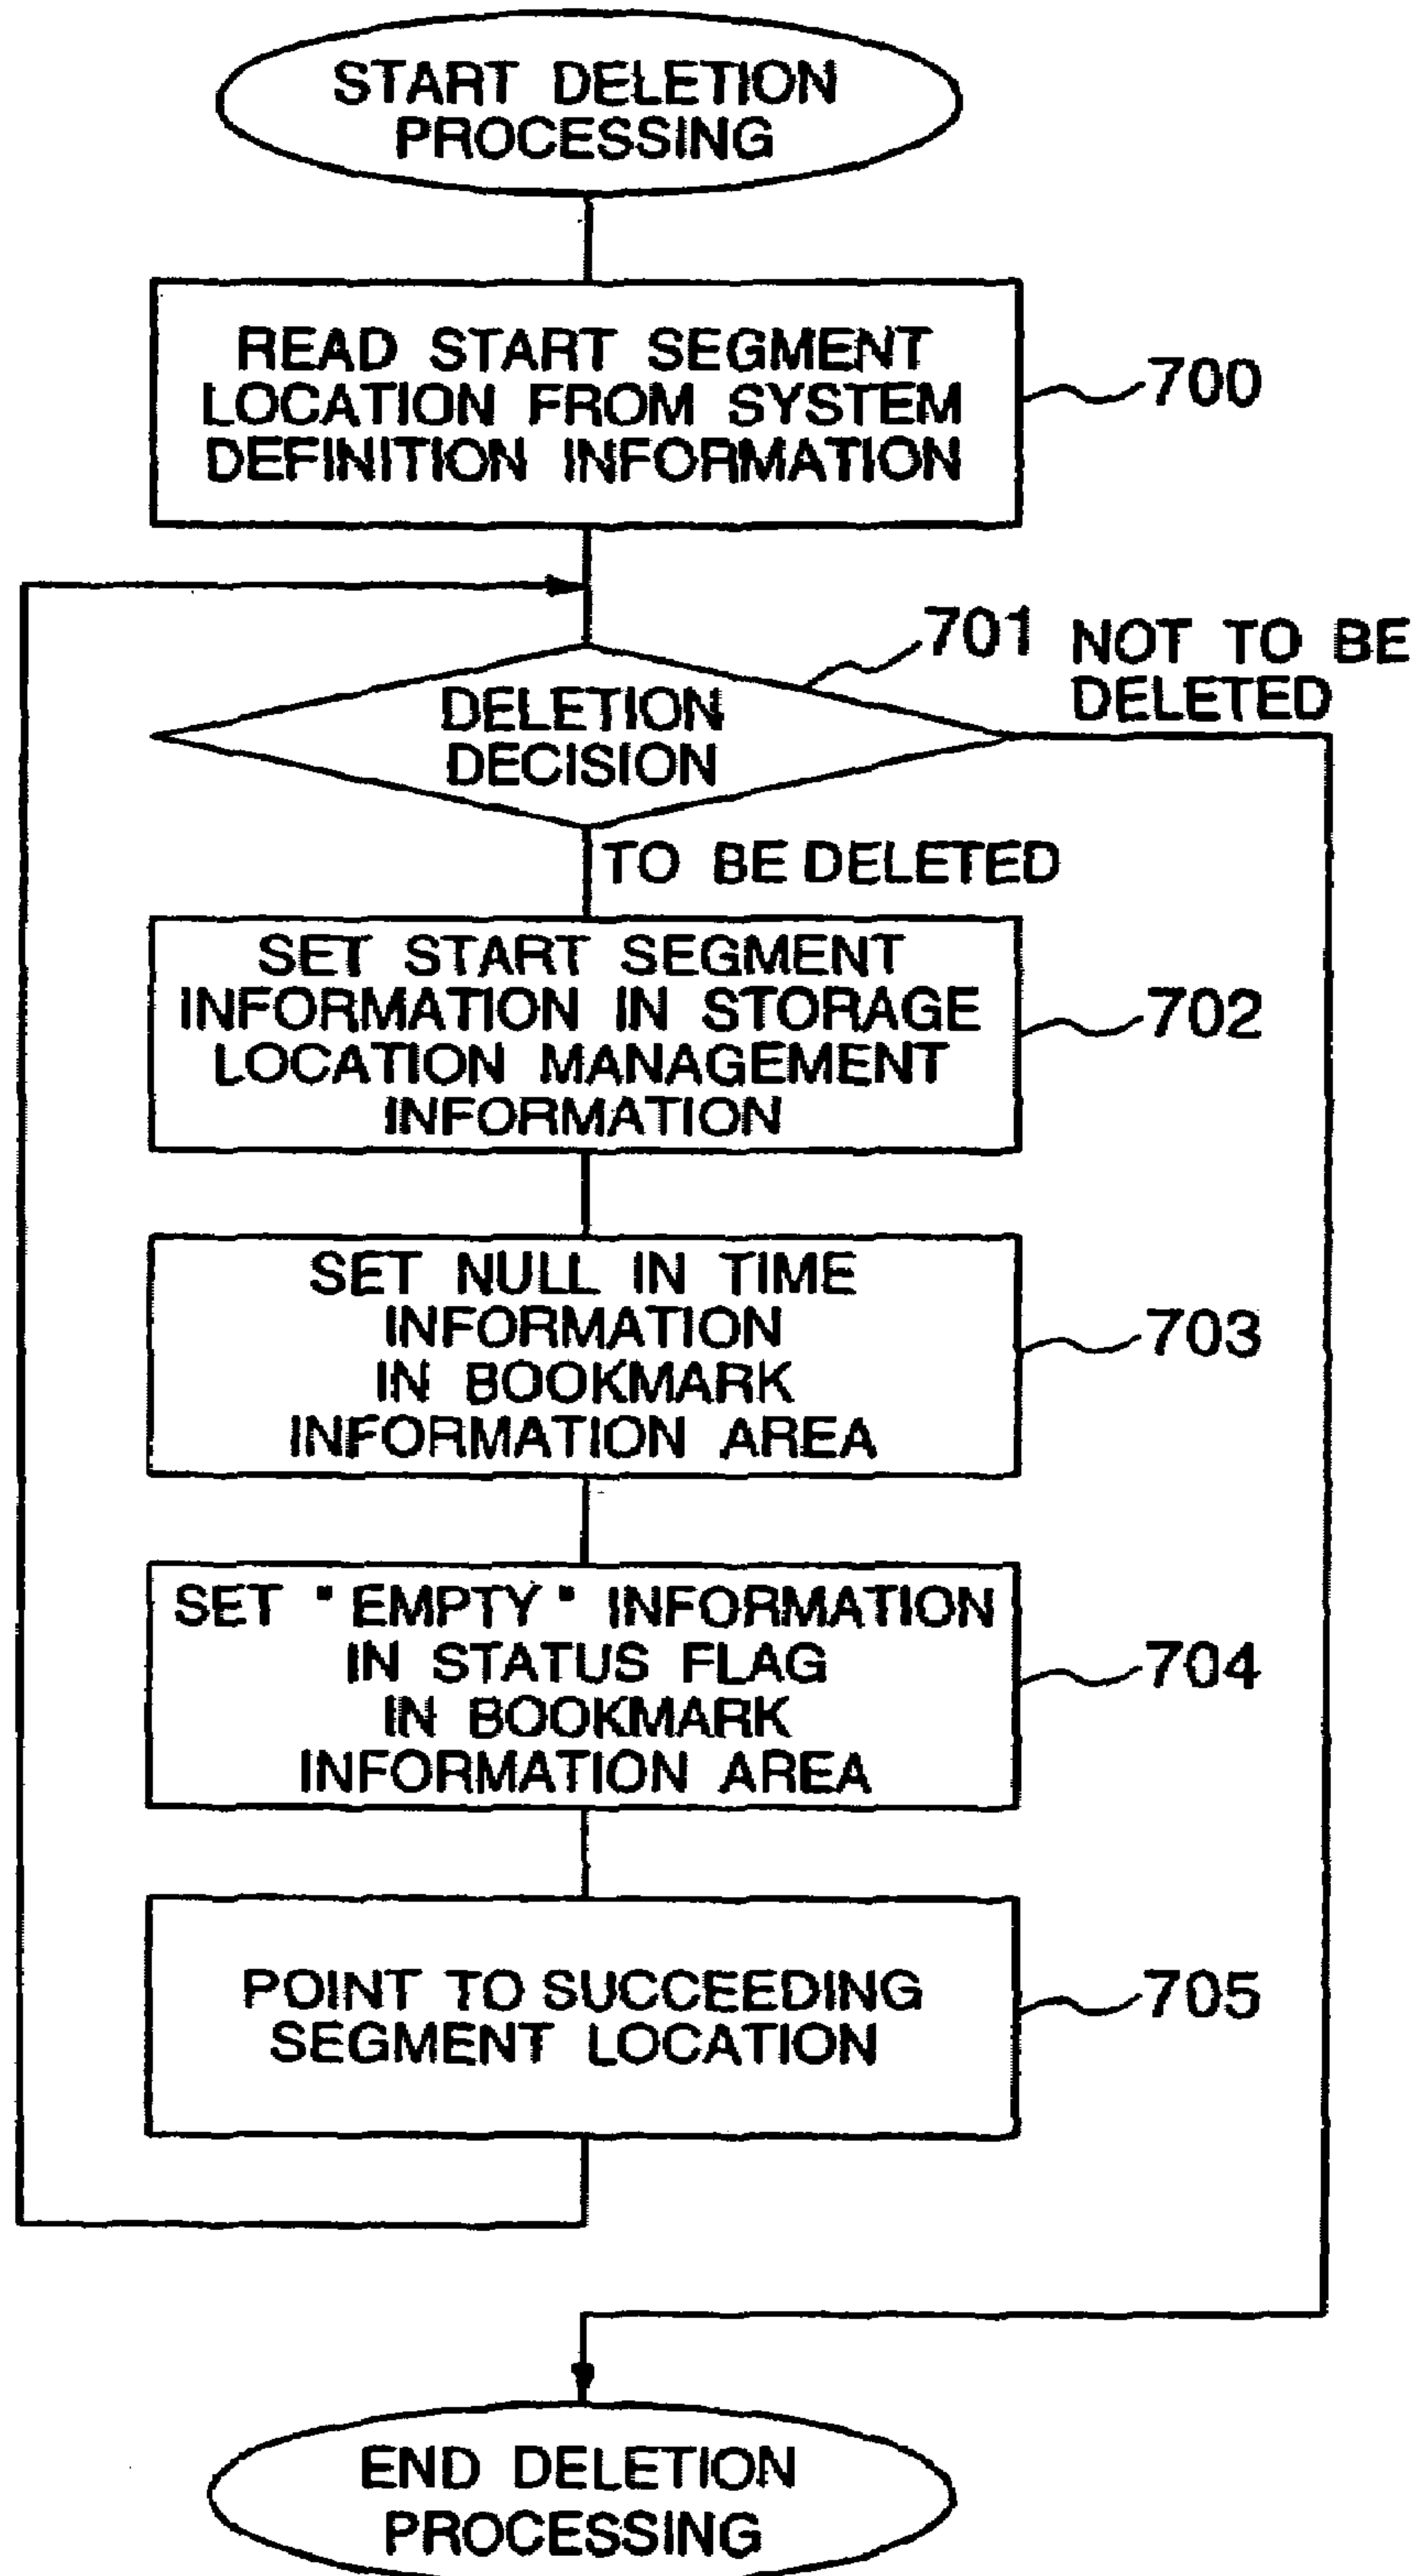 START DELETION
PROCESSING
READ START SEGMENT
LOCATION FROM SYSTEM
DEFINITION INFORMATION
700
701
NOT TO BE
DELETED
DELETION
DECISION
TO BE DELETED
SET START SEGMENT
INFORMATION IN STORAGE
LOCATION MANAGEMENT
INFORMATION
702
SET NULL IN TIME
INFORMATION
IN BOOKMARK
INFORMATION AREA
703
SET "EMPTY" INFORMATION
IN STATUS FLAG
IN BOOKMARK
INFORMATION AREA
704
POINT TO SUCCEEDING
SEGMENT LOCATION
705
END DELETION
PROCESSING